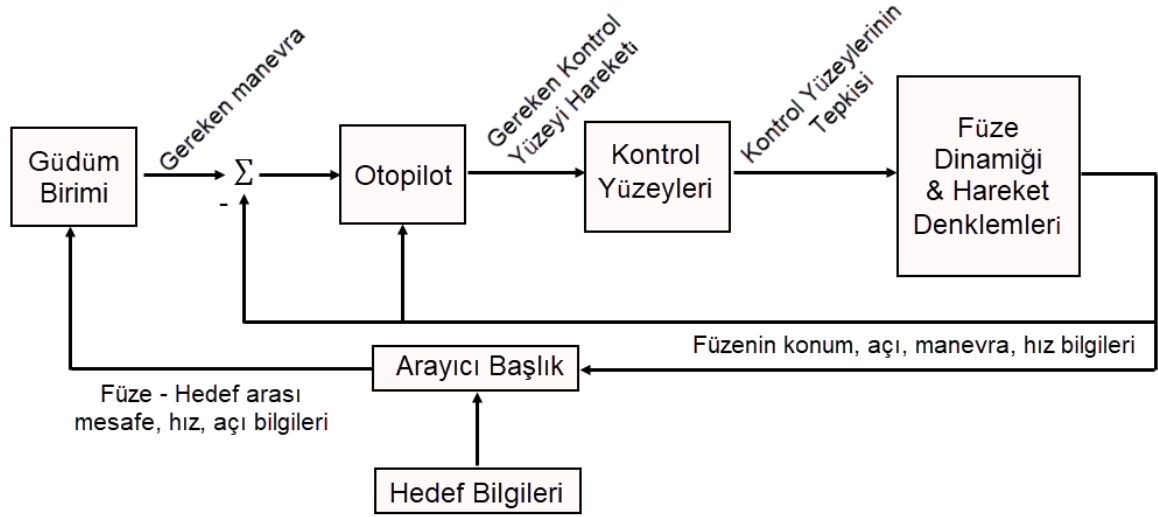 Güdüm
Birimi
Gereken manevra
Σ
-
Otopilot
Gereken Kontrol
Yüzeyi Hareketi
Kontrol
Yüzeyleri
Kontrol Yüzeylerinin
Tepkisi
Füze
Dinamiği
& Hareket
Denklemleri
Füzenin konum, açı, manevra, hız bilgileri
Arayıcı Başlık
Füze - Hedef arası
mesafe, hız, açı bilgileri
Hedef Bilgileri